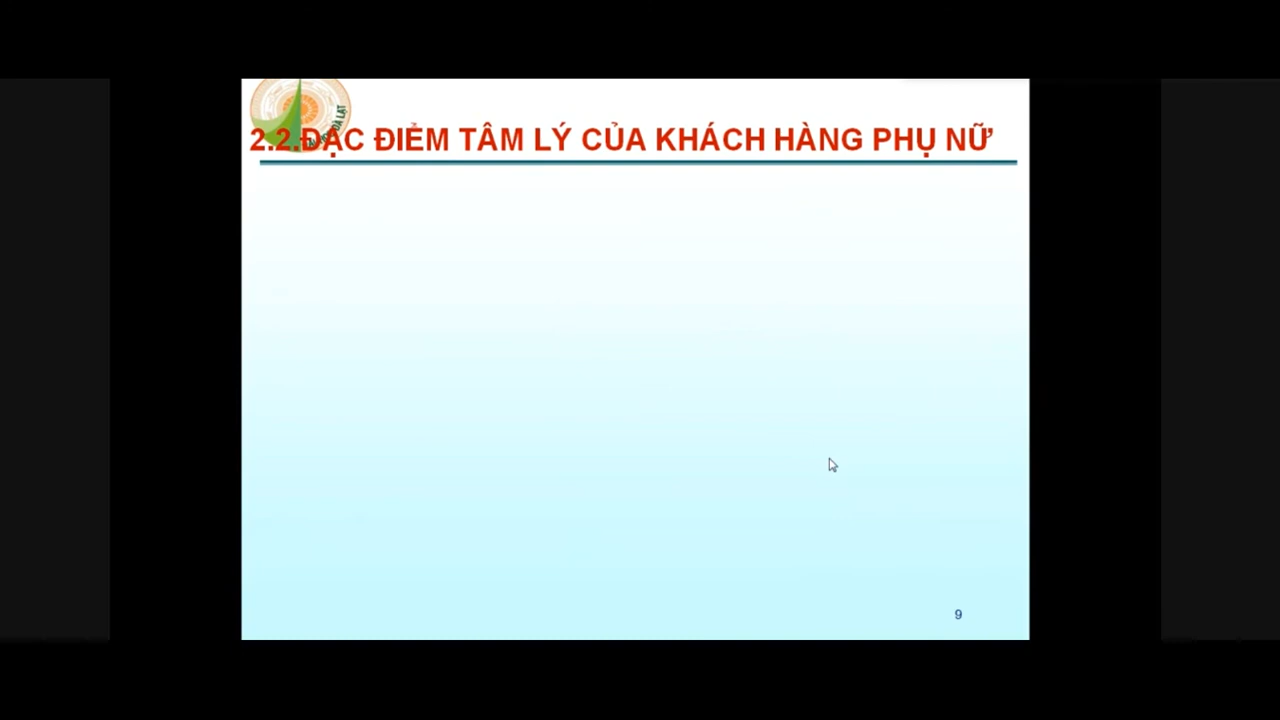 2.2.ĐẶC ĐIỂM TÂM LÝ CỦA KHÁCH HÀNG PHỤ NỮ
9